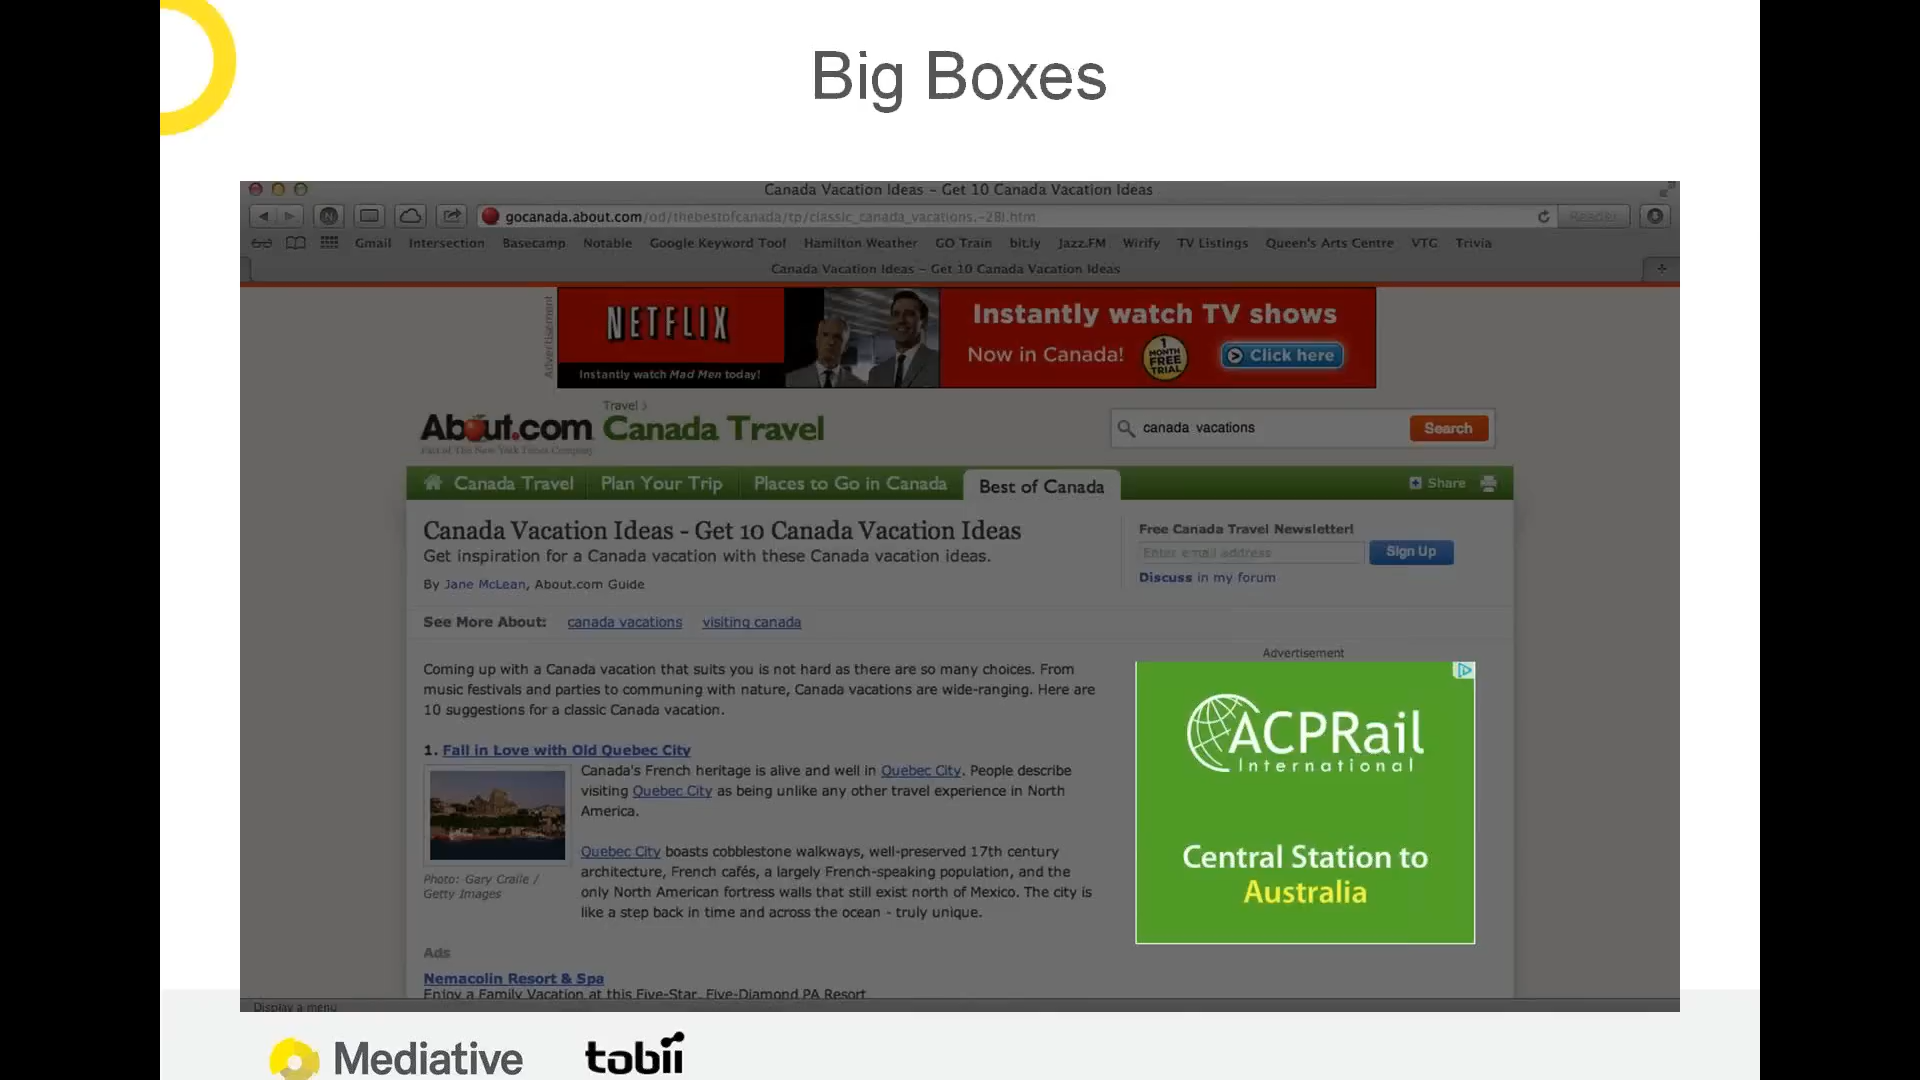 Big Boxes
Canada Vacation Ideas – Get 10 Canada Vacation Ideas
gocanada.about.com/od/thebestofcanada/tp/classic_canada_vacations.-28l.htm
Reader
Gmail Intersection Basecamp Notable Google Keyword Tool Hamilton Weather GO Train bit.ly Jazz.FM Wirify TV Listings Queen's Arts Centre VTG Trivia
Canada Vacation Ideas – Get 10 Canada Vacation Ideas
Advertisement
NETFLIX
Instantly watch Mad Men today!
Instantly watch TV shows
Now in Canada!
1 MONTH FREE TRIAL
Click here
About.com
Part of The New York Times Company
Travel ›
Canada Travel
canada vacations
Search
Canada Travel Plan Your Trip Places to Go in Canada Best of Canada
Share
Canada Vacation Ideas - Get 10 Canada Vacation Ideas
Get inspiration for a Canada vacation with these Canada vacation ideas.
By Jane McLean, About.com Guide
Free Canada Travel Newsletter!
Enter email address
Sign Up
Discuss in my forum
See More About: canada vacations visiting canada
Coming up with a Canada vacation that suits you is not hard as there are so many choices. From
music festivals and parties to communing with nature, Canada vacations are wide-ranging. Here are
10 suggestions for a classic Canada vacation.
1. Fall in Love with Old Quebec City
Canada's French heritage is alive and well in Quebec City. People describe
visiting Quebec City as being unlike any other travel experience in North
America.
Quebec City boasts cobblestone walkways, well-preserved 17th century
architecture, French cafés, a largely French-speaking population, and the
only North American fortress walls that still exist north of Mexico. The city is
like a step back in time and across the ocean - truly unique.
Photo: Gary Cralle /
Getty Images
Ads
Nemacolin Resort & Spa
Enjoy a Family Vacation at this Five-Star, Five-Diamond PA Resort
Advertisement
ACPRail
International
Central Station to
Australia
Display a menu
Mediative
tobii